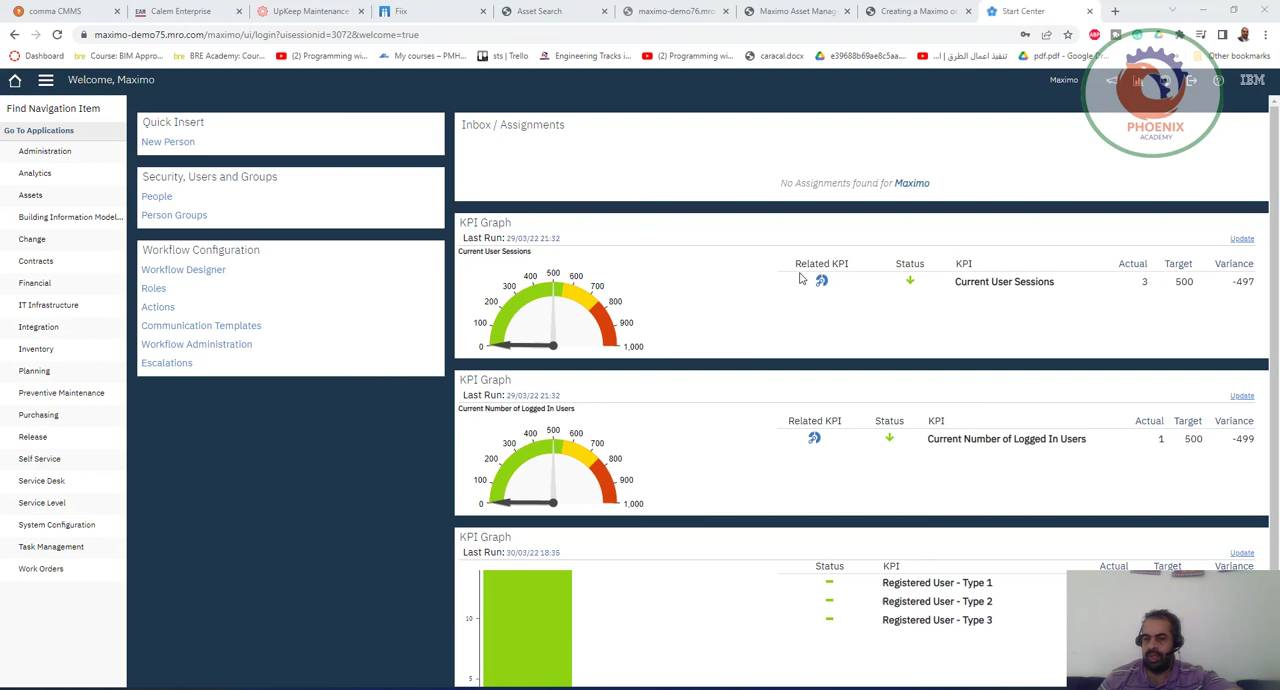 comma CMMS
EAM Calem Enterprise
UpKeep Maintenance
Fiix
Asset Search
maximo-demo76.mro.
Maximo Asset Manag
Creating a Maximo o
Start Center
maximo-demo75.mro.com/maximo/ui/login?uisessionid=3072&welcome=true
Dashboard
bre Course: BIM Appro...
bre BRE Academy: Cour...
(2) Programming wi...
My courses – PMH...
sts | Trello
Engineering Tracks i...
(2) Programming wi...
caracal.docx
e39688b69ae8c5aa...
تنفيذ اعمال الطرق | ا...
pdf.pdf - Google
Other bookmarks
Welcome, Maximo
Maximo
IBM
PHOENIX
ACADEMY
Find Navigation Item
Go To Applications
Administration
Analytics
Assets
Building Information Model...
Change
Contracts
Financial
IT Infrastructure
Integration
Inventory
Planning
Preventive Maintenance
Purchasing
Release
Self Service
Service Desk
Service Level
System Configuration
Task Management
Work Orders
Quick Insert
New Person
Security, Users and Groups
People
Person Groups
Workflow Configuration
Workflow Designer
Roles
Actions
Communication Templates
Workflow Administration
Escalations
Inbox / Assignments
No Assignments found for Maximo
KPI Graph
Last Run: 29/03/22 21:32
Update
Current User Sessions
0 100 200 300 400 500 600 700 800 900 1,000
Related KPI Status KPI Actual Target Variance
Current User Sessions 3 500 -497
KPI Graph
Last Run: 29/03/22 21:32
Update
Current Number of Logged In Users
0 100 200 300 400 500 600 700 800 900 1,000
Related KPI Status KPI Actual Target Variance
Current Number of Logged In Users 1 500 -499
KPI Graph
Last Run: 30/03/22 18:35
Update
10
5
Status KPI Actual Target Variance
Registered User - Type 1
Registered User - Type 2
Registered User - Type 3